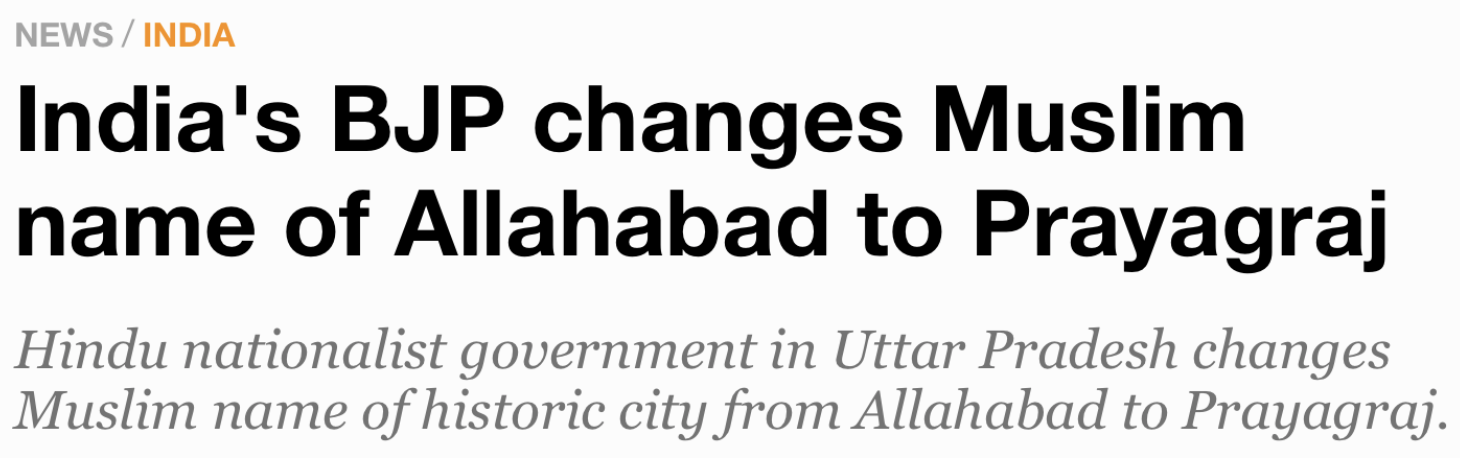 NEWS / INDIA
India's BJP changes Muslim
name of Allahabad to Prayagraj
Hindu nationalist government in Uttar Pradesh changes
Muslim name of historic city from Allahabad to Prayagraj.